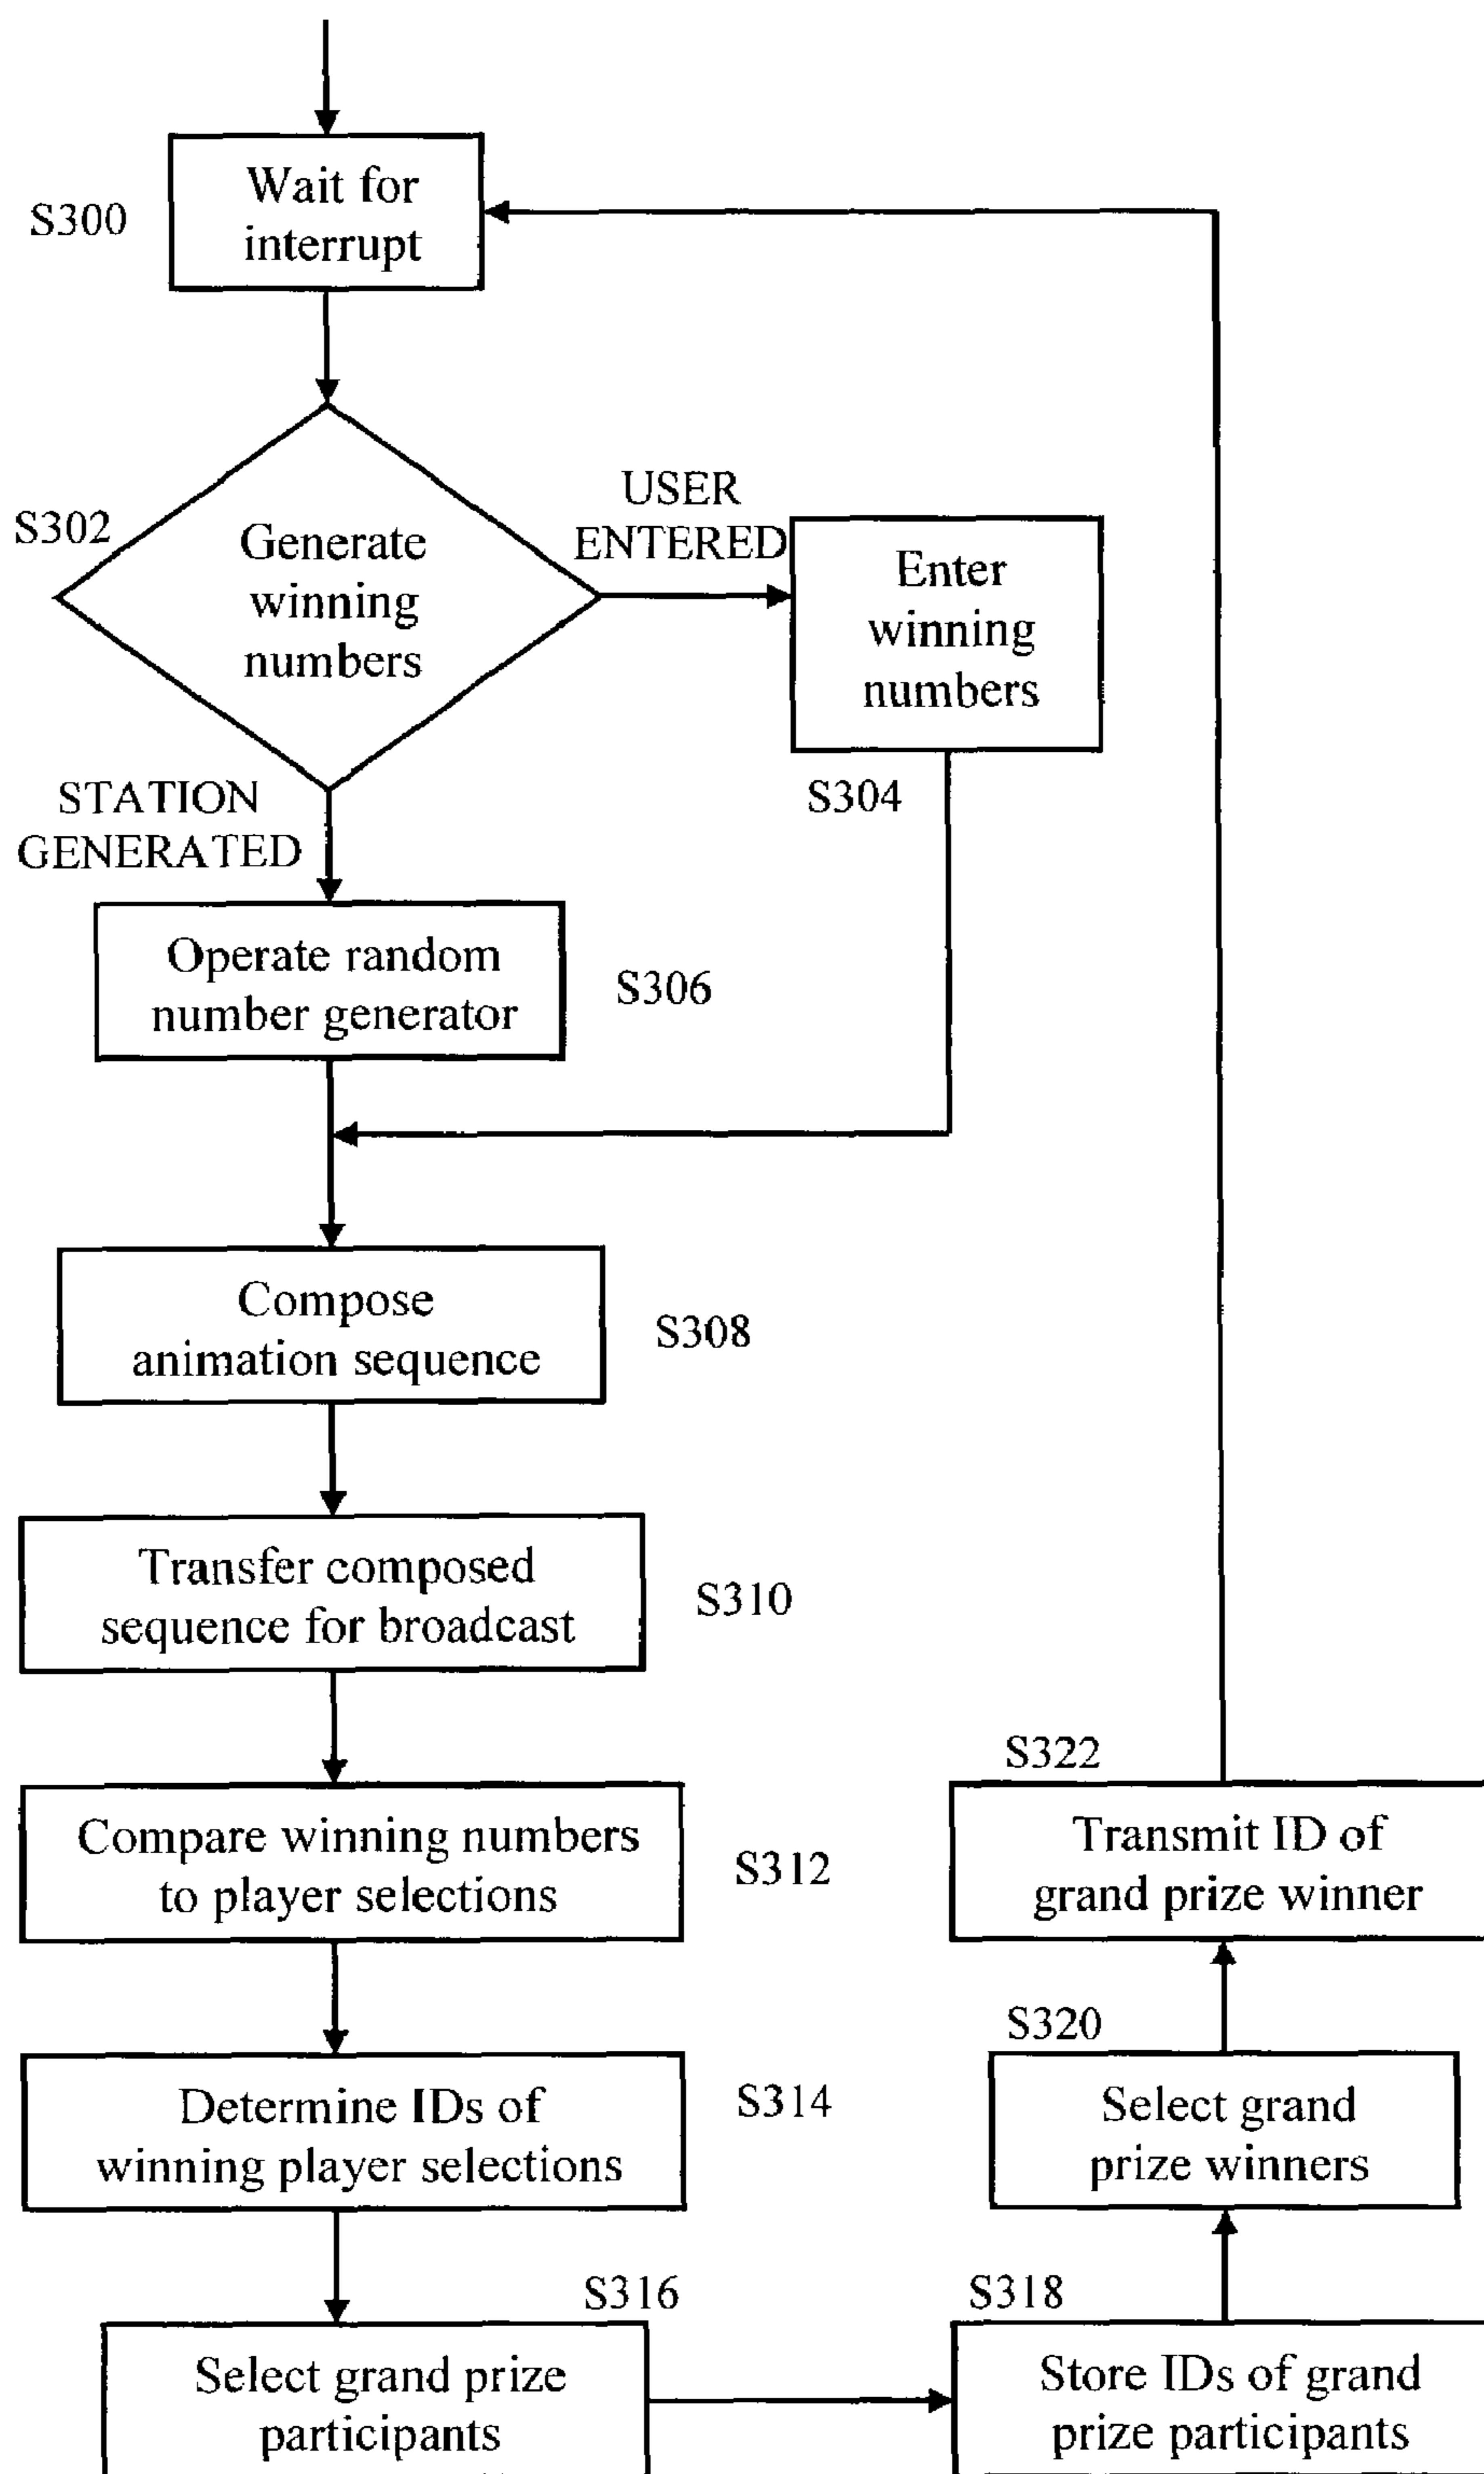 S300
Wait for
interrupt
S302
Generate
winning
numbers
USER
ENTERED
Enter
winning
numbers
S304
STATION
GENERATED
Operate random
number generator
S306
Compose
animation sequence
S308
Transfer composed
sequence for broadcast
S310
Compare winning numbers
to player selections
S312
Determine IDs of
winning player selections
S314
S316
Select grand prize
participants
S318
Store IDs of grand
prize participants
S320
Select grand
prize winners
S322
Transmit ID of
grand prize winner